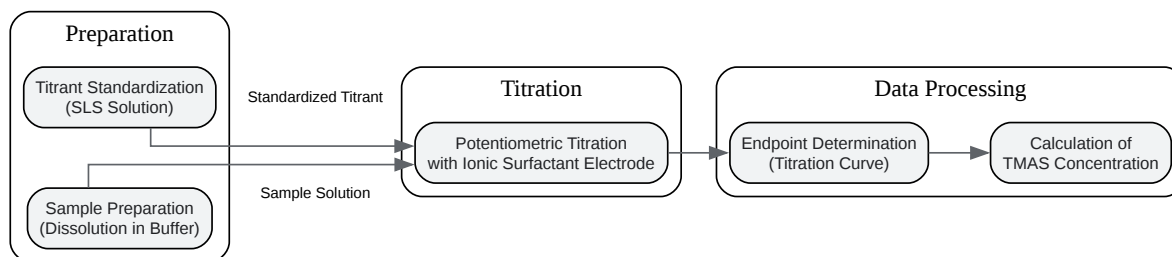 Preparation
Titrant Standardization
(SLS Solution)
Sample Preparation
(Dissolution in Buffer)
Standardized Titrant
Sample Solution
Titration
Potentiometric Titration
with Ionic Surfactant Electrode
Data Processing
Endpoint Determination
(Titration Curve)
Calculation of
TMAS Concentration